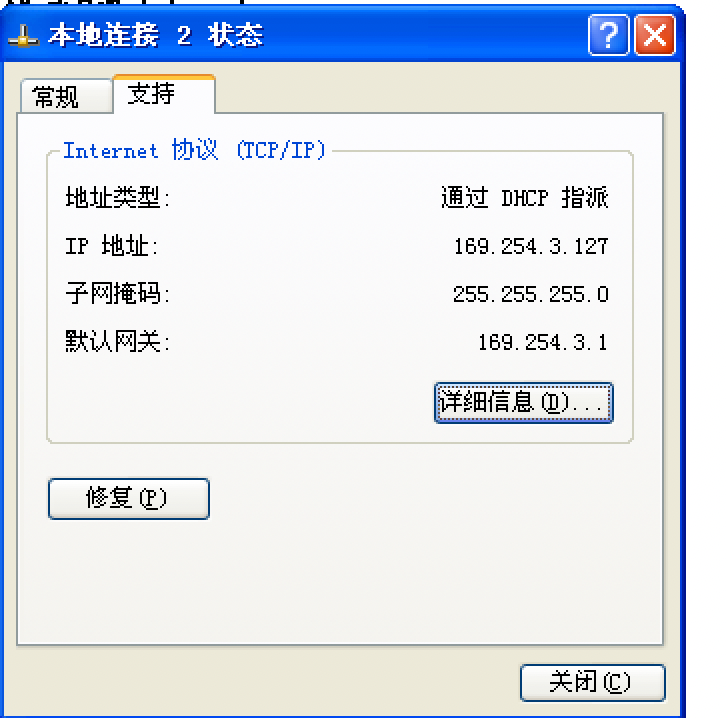 本地连接 2 状态
常规
支持
Internet 协议 (TCP/IP)
地址类型: 通过 DHCP 指派
IP 地址: 169.254.3.127
子网掩码: 255.255.255.0
默认网关: 169.254.3.1
详细信息(D)...
修复(P)
关闭(C)